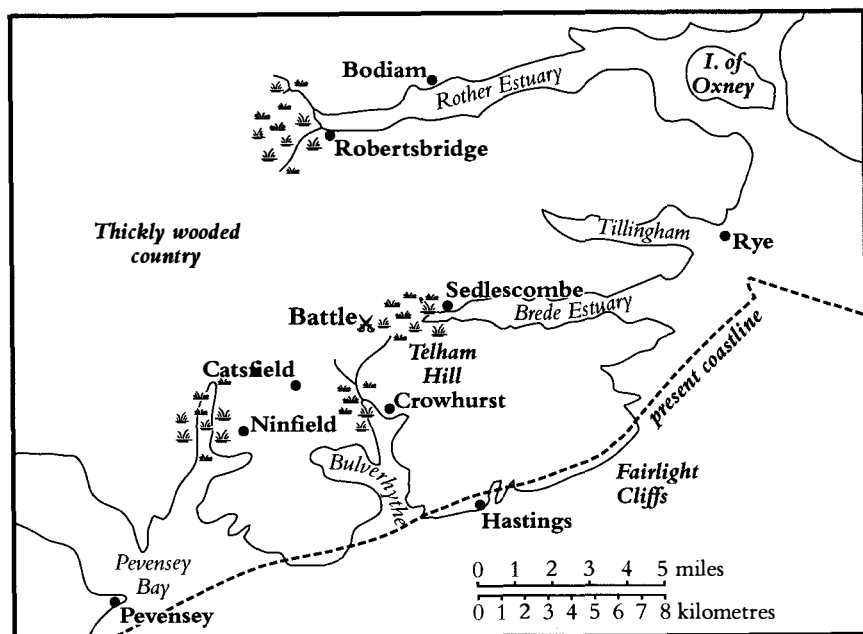 Bodiam
Rother Estuary
I. of
Oxney
Robertsbridge
Thickly wooded
country
Tillingham
Rye
Sedlescombe
Brede Estuary
Battle
Telham
Hill
present coastline
Catsfield
Crowhurst
Ninfield
Bulverhythe
Fairlight
Cliffs
Hastings
Pevensey
Bay
Pevensey
0 1 2 3 4 5 miles
0 1 2 3 4 5 6 7 8 kilometres